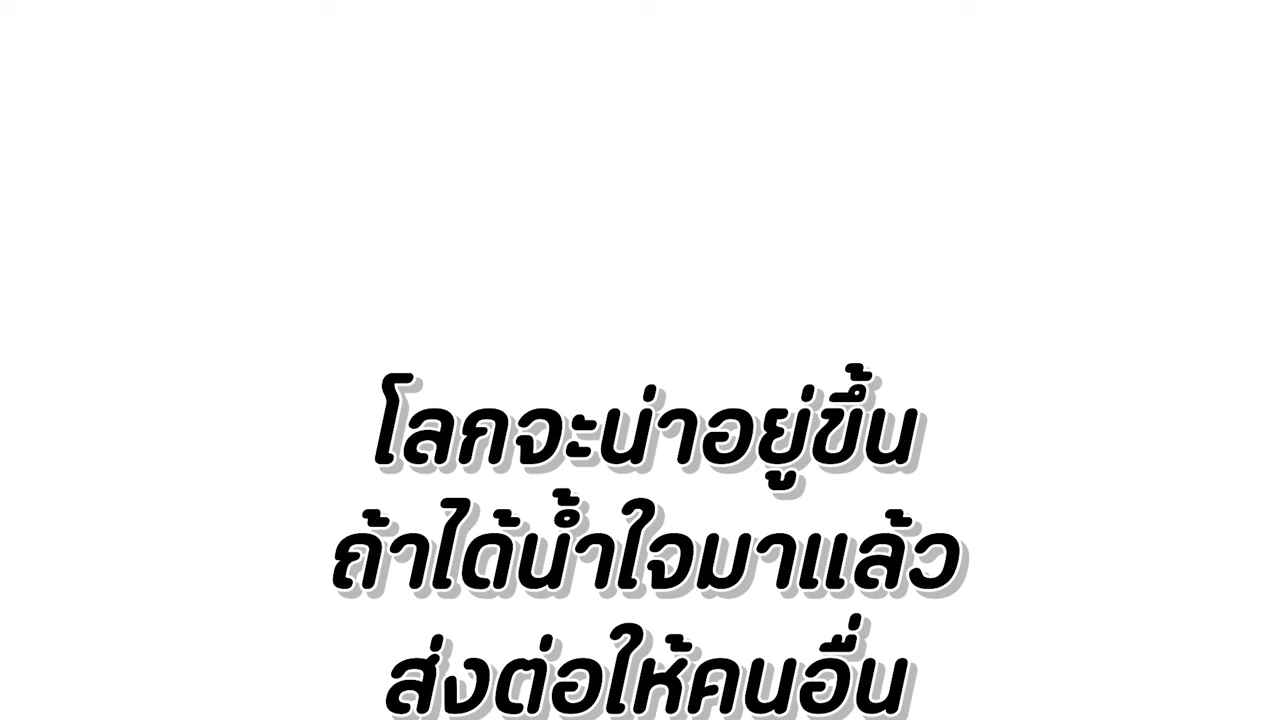 โลกจะน่าอยู่ขึ้น
ถ้าได้น้ำใจมาแล้ว
ส่งต่อให้คนอื่น